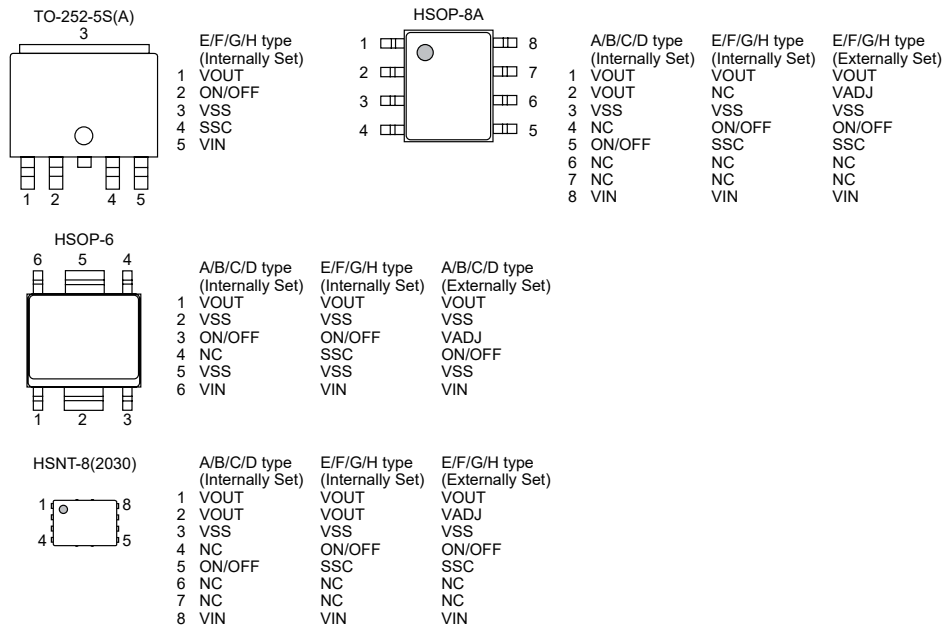 TO-252-5S(A)
3
1 2 4 5
E/F/G/H type
(Internally Set)
1 VOUT
2 ON/OFF
3 VSS
4 SSC
5 VIN
HSOP-8A
1 8
2 7
3 6
4 5
A/B/C/D type E/F/G/H type E/F/G/H type
(Internally Set) (Internally Set) (Externally Set)
1 VOUT VOUT VOUT
2 VOUT NC VADJ
3 VSS VSS VSS
4 NC ON/OFF ON/OFF
5 ON/OFF SSC SSC
6 NC NC NC
7 NC NC NC
8 VIN VIN VIN
HSOP-6
6 5 4
1 2 3
A/B/C/D type E/F/G/H type A/B/C/D type
(Internally Set) (Internally Set) (Externally Set)
1 VOUT VOUT VOUT
2 VSS VSS VSS
3 ON/OFF ON/OFF VADJ
4 NC SSC ON/OFF
5 VSS VSS VSS
6 VIN VIN VIN
HSNT-8(2030)
1 8
4 5
A/B/C/D type E/F/G/H type E/F/G/H type
(Internally Set) (Internally Set) (Externally Set)
1 VOUT VOUT VOUT
2 VOUT VOUT VADJ
3 VSS VSS VSS
4 NC ON/OFF ON/OFF
5 ON/OFF SSC SSC
6 NC NC NC
7 NC NC NC
8 VIN VIN VIN